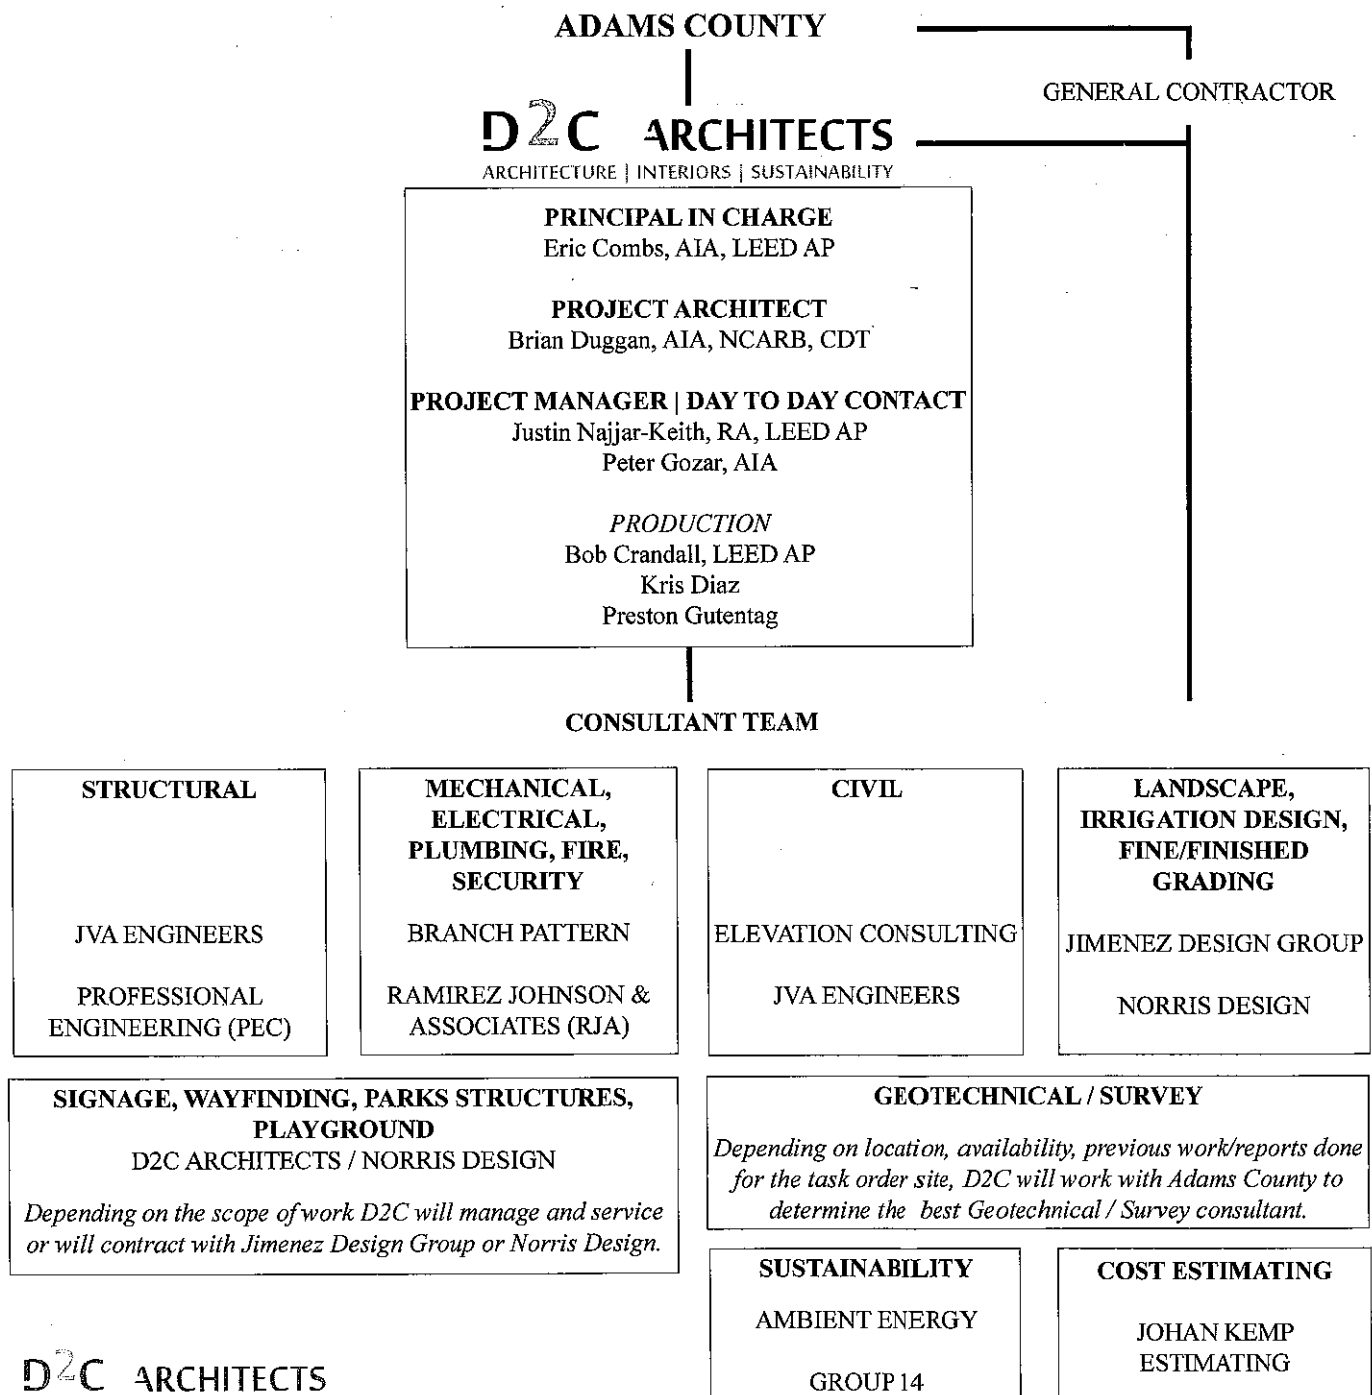 ADAMS COUNTY
GENERAL CONTRACTOR
D2C ARCHITECTS
ARCHITECTURE | INTERIORS | SUSTAINABILITY
PRINCIPAL IN CHARGE
Eric Combs, AIA, LEED AP
PROJECT ARCHITECT
Brian Duggan, AIA, NCARB, CDT
PROJECT MANAGER | DAY TO DAY CONTACT
Justin Najjar-Keith, RA, LEED AP
Peter Gozar, AIA
PRODUCTION
Bob Crandall, LEED AP
Kris Diaz
Preston Gutentag
CONSULTANT TEAM
STRUCTURAL
JVA ENGINEERS
PROFESSIONAL
ENGINEERING (PEC)
MECHANICAL,
ELECTRICAL,
PLUMBING, FIRE,
SECURITY
BRANCH PATTERN
RAMIREZ JOHNSON &
ASSOCIATES (RJA)
CIVIL
ELEVATION CONSULTING
JVA ENGINEERS
LANDSCAPE,
IRRIGATION DESIGN,
FINE/FINISHED
GRADING
JIMENEZ DESIGN GROUP
NORRIS DESIGN
SIGNAGE, WAYFINDING, PARKS STRUCTURES,
PLAYGROUND
D2C ARCHITECTS / NORRIS DESIGN
Depending on the scope of work D2C will manage and service
or will contract with Jimenez Design Group or Norris Design.
GEOTECHNICAL / SURVEY
Depending on location, availability, previous work/reports done
for the task order site, D2C will work with Adams County to
determine the best Geotechnical / Survey consultant.
SUSTAINABILITY
AMBIENT ENERGY
GROUP 14
COST ESTIMATING
JOHAN KEMP
ESTIMATING
D2C ARCHITECTS